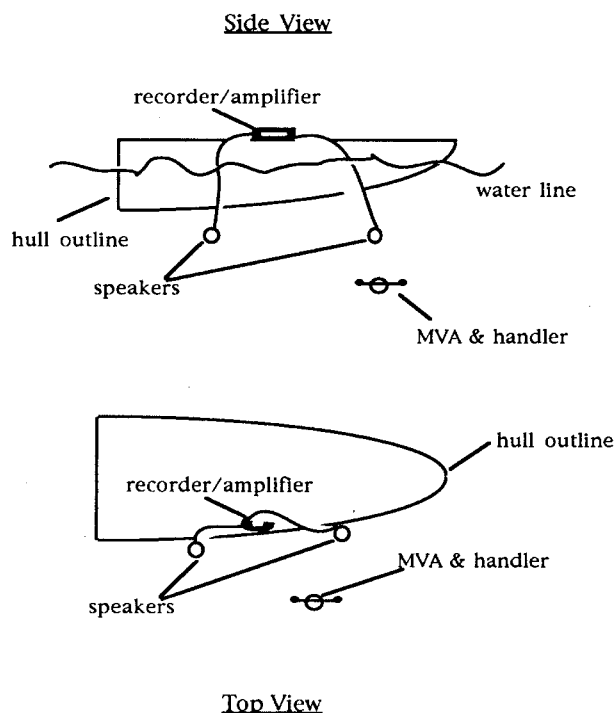 Side View
recorder/amplifier
water line
hull outline
speakers
MVA & handler
hull outline
recorder/amplifier
MVA & handler
speakers
Top View